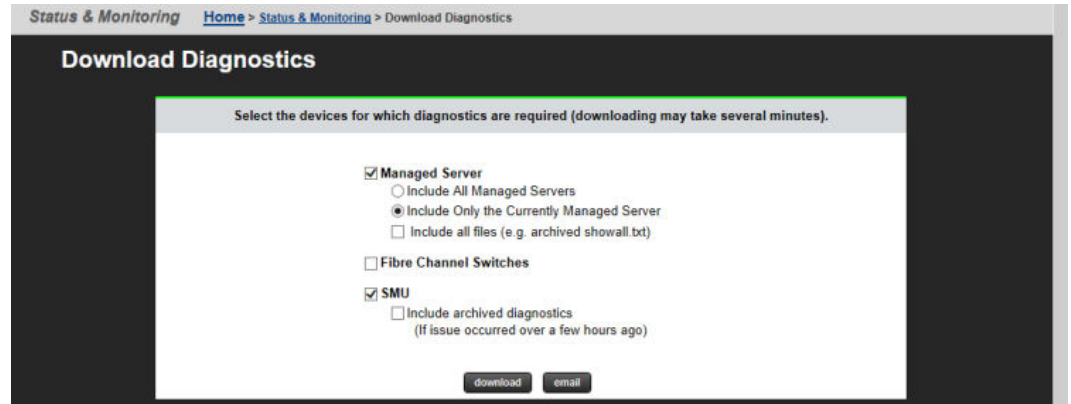 Status & Monitoring Home > Status & Monitoring > Download Diagnostics
Download Diagnostics
Select the devices for which diagnostics are required (downloading may take several minutes).
Managed Server
Include All Managed Servers
Include Only the Currently Managed Server
Include all files (e.g. archived showall.txt)
Fibre Channel Switches
SMU
Include archived diagnostics
(If issue occurred over a few hours ago)
download email